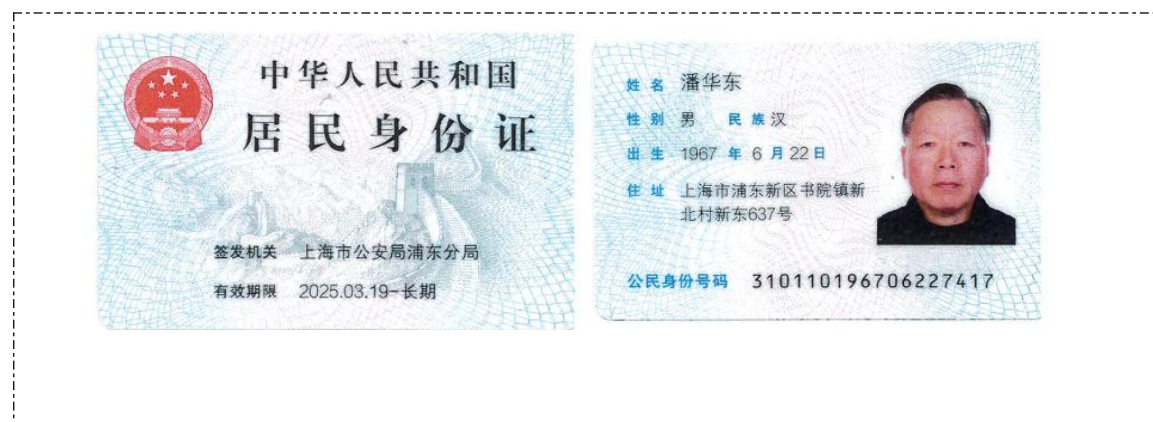 中华人民共和国
居民身份证
签发机关 上海市公安局浦东分局
有效期限 2025.03.19-长期
姓名 潘华东
性别 男 民族 汉
出生 1967 年 6 月 22 日
住址 上海市浦东新区书院镇新
北村新东637号
公民身份号码 310110196706227417